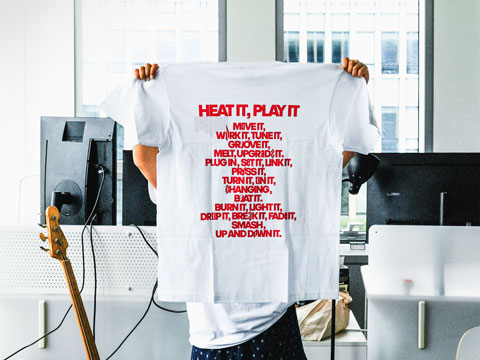 HEAT IT, PLAY IT
MOVE IT,
WORK IT, TUNE IT,
GROOVE IT,
MELT, UPGRADE IT,
PLUG IN, SET IT, LINK IT,
PRESS IT,
TURN IT, ON IT,
CHANGING,
BEAT IT.
BURN IT, LIGHT IT,
DROP IT, BREAK IT, FADE IT,
SMASH,
UP AND DOWN IT.